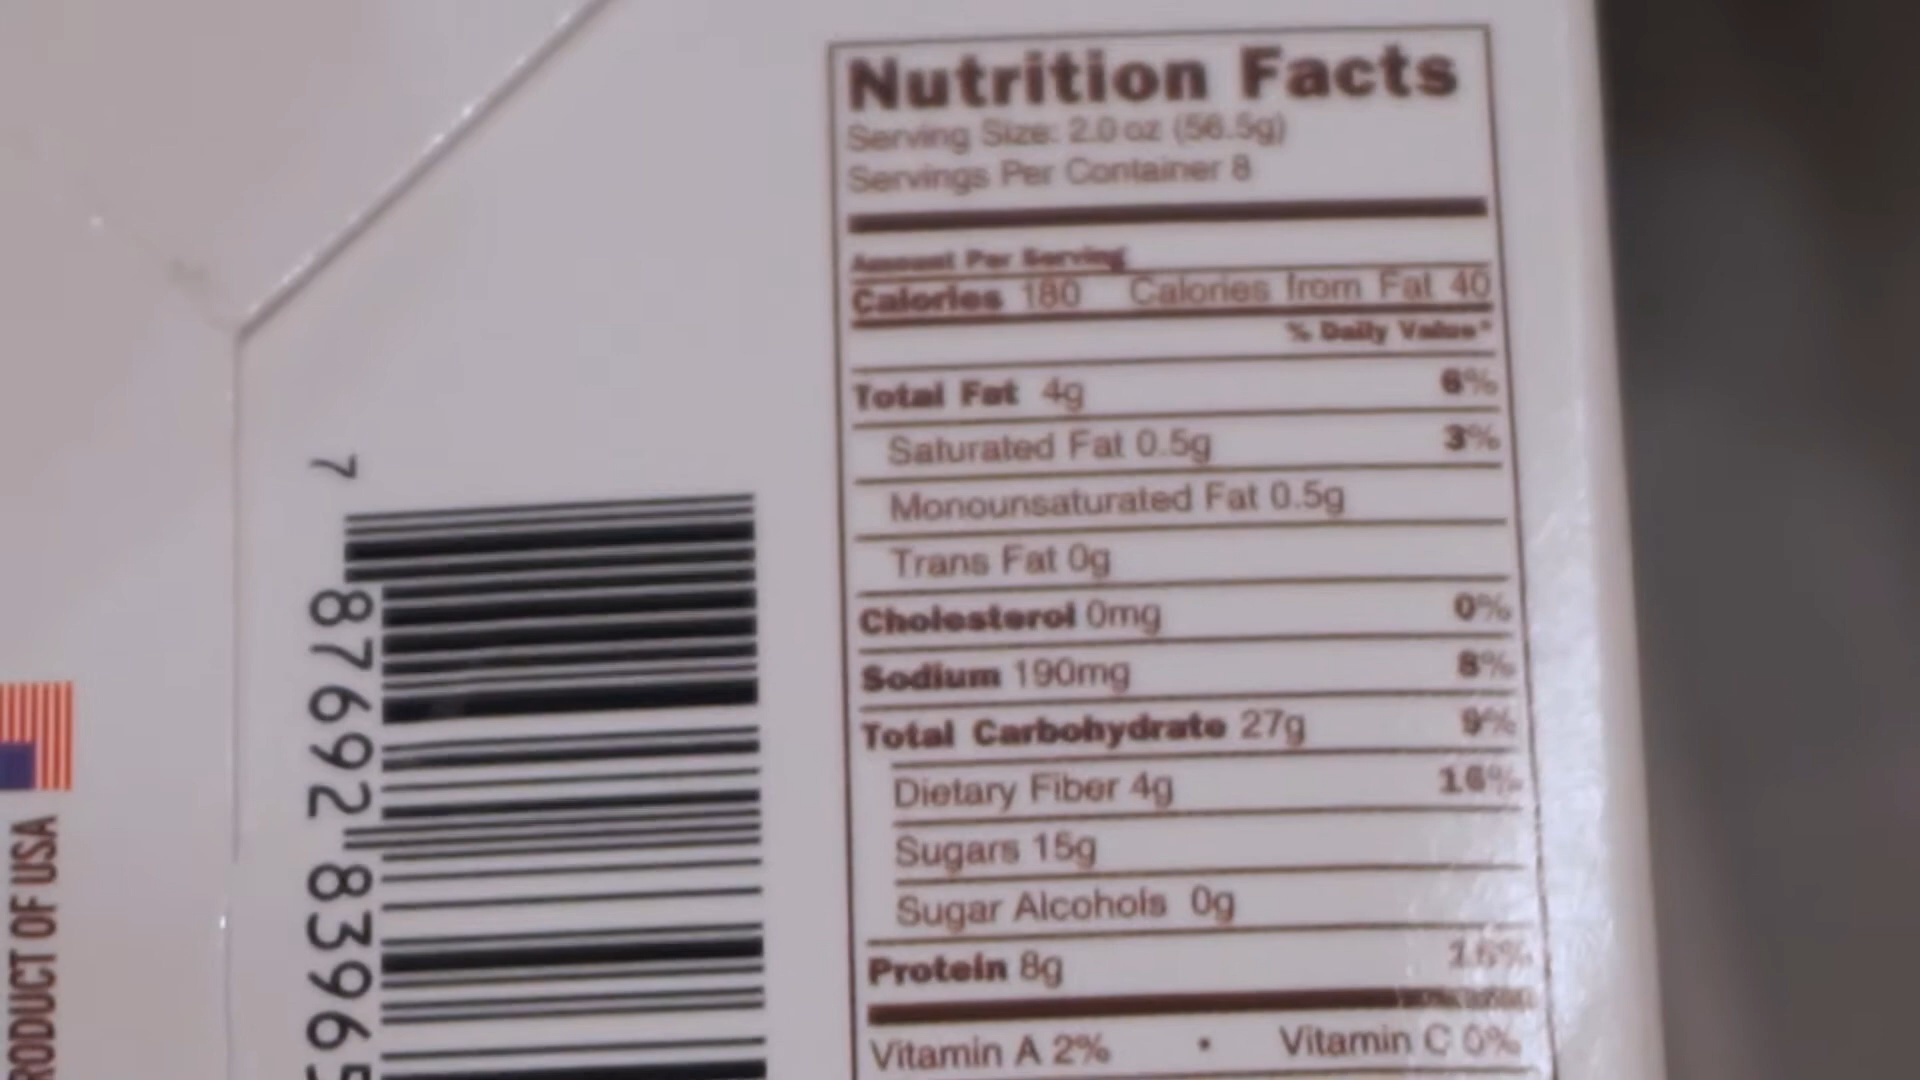 Nutrition Facts
Serving Size: 2.0 oz (56.5g)
Servings Per Container 8
Amount Per Serving
Calories 180 Calories from Fat 40
% Daily Value*
Total Fat 4g 6%
Saturated Fat 0.5g 3%
Monounsaturated Fat 0.5g
Trans Fat 0g
Cholesterol 0mg 0%
Sodium 190mg 8%
Total Carbohydrate 27g 9%
Dietary Fiber 4g 16%
Sugars 15g
Sugar Alcohols 0g
Protein 8g 16%
Vitamin A 2% • Vitamin C 0%
7 87692 83965
RODUCT OF USA